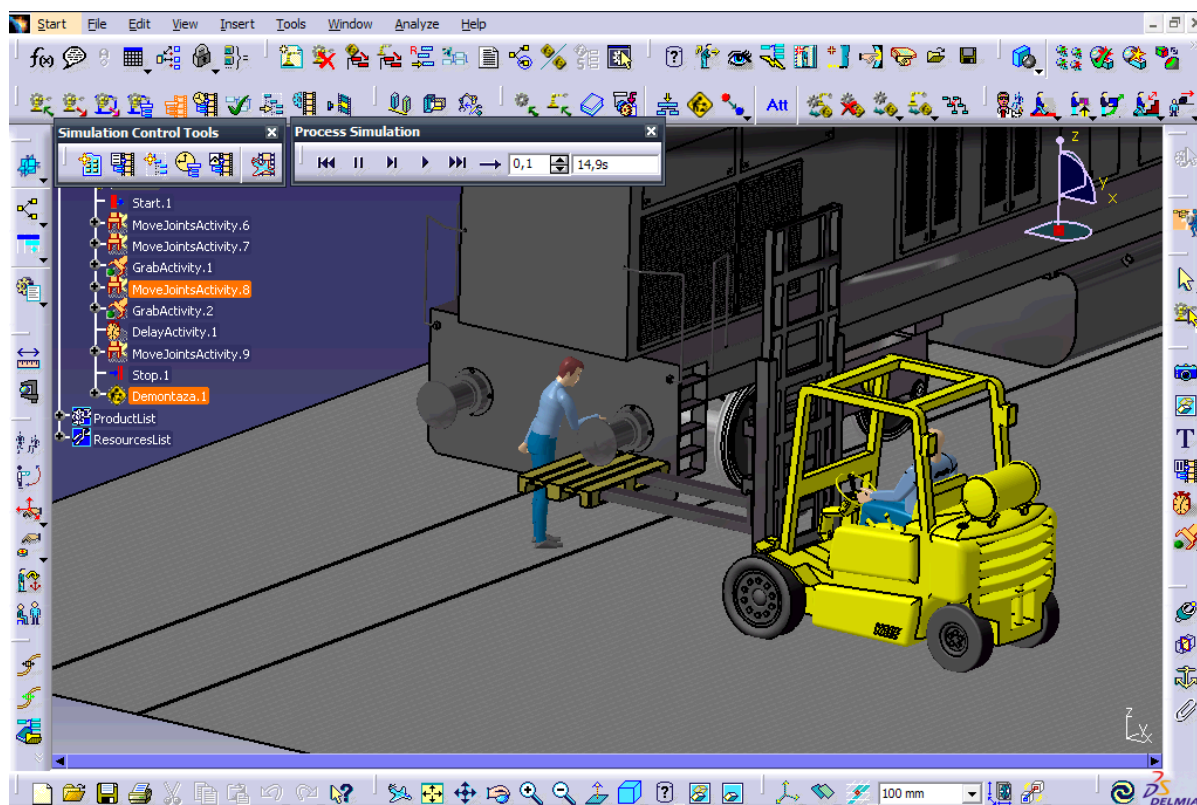 Start File Edit View Insert Tools Window Analyze Help
f(x)
Att
Simulation Control Tools
Process Simulation
0,1 14,9s
Start.1
MoveJointsActivity.6
MoveJointsActivity.7
GrabActivity.1
MoveJointsActivity.8
GrabActivity.2
DelayActivity.1
MoveJointsActivity.9
Stop.1
Demontaza.1
ProductList
ResourcesList
z
y
x
T
z
y
x
100 mm
DELMIA